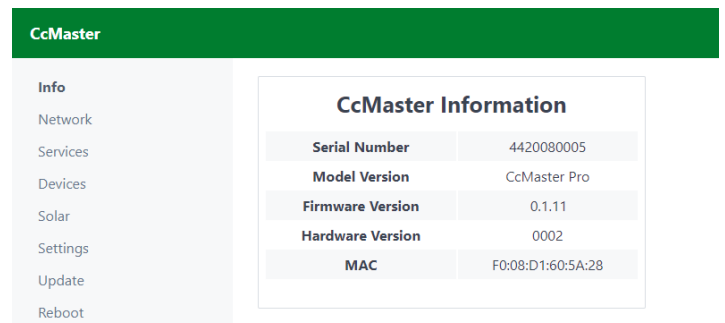 CcMaster
Info
Network
Services
Devices
Solar
Settings
Update
Reboot
CcMaster Information
Serial Number 4420080005
Model Version CcMaster Pro
Firmware Version 0.1.11
Hardware Version 0002
MAC F0:08:D1:60:5A:28